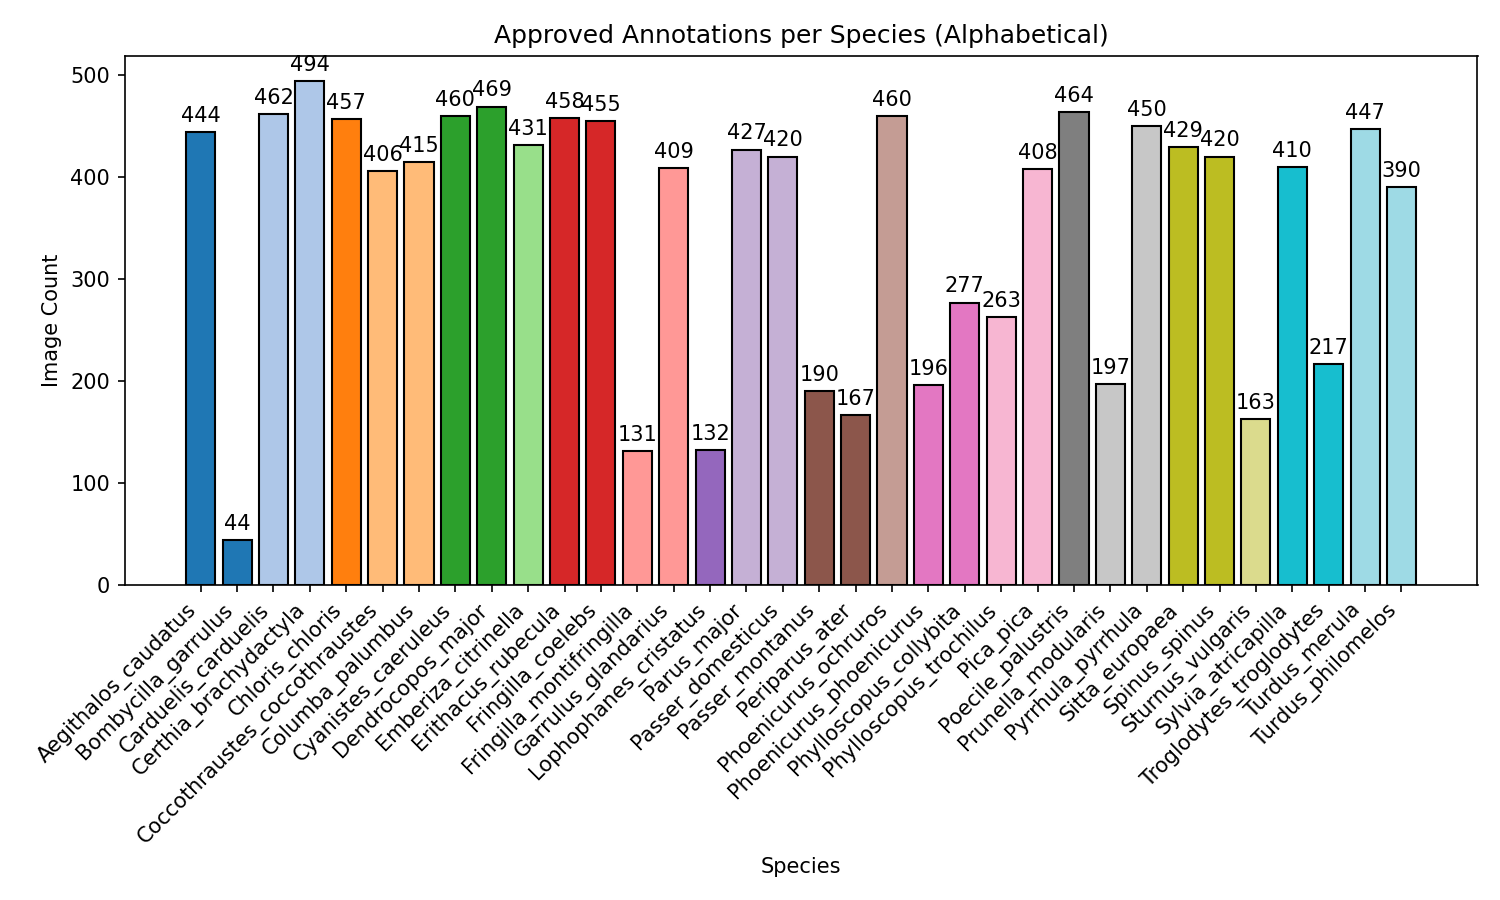 Approved Annotations per Species (Alphabetical)
Image Count
500
400
300
200
100
0
444
44
462
494
457
406
415
460
469
431
458
455
131
409
132
427
420
190
167
460
196
277
263
408
464
197
450
429
420
163
410
217
447
390
Aegithalos_caudatus
Bombycilla_garrulus
Carduelis_carduelis
Certhia_brachydactyla
Chloris_chloris
Coccothraustes_coccothraustes
Columba_palumbus
Cyanistes_caeruleus
Dendrocopos_major
Emberiza_citrinella
Erithacus_rubecula
Fringilla_coelebs
Fringilla_montifringilla
Garrulus_glandarius
Lophophanes_cristatus
Parus_major
Passer_domesticus
Passer_montanus
Periparus_ater
Phoenicurus_ochruros
Phoenicurus_phoenicurus
Phylloscopus_collybita
Phylloscopus_trochilus
Pica_pica
Poecile_palustris
Prunella_modularis
Pyrrhula_pyrrhula
Sitta_europaea
Spinus_spinus
Sturnus_vulgaris
Sylvia_atricapilla
Troglodytes_troglodytes
Turdus_merula
Turdus_philomelos
Species